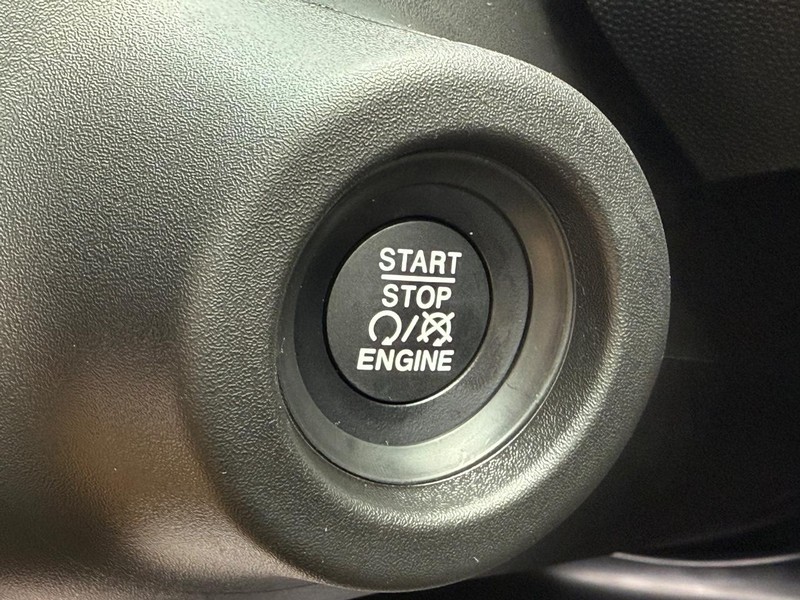 START
STOP
/
ENGINE